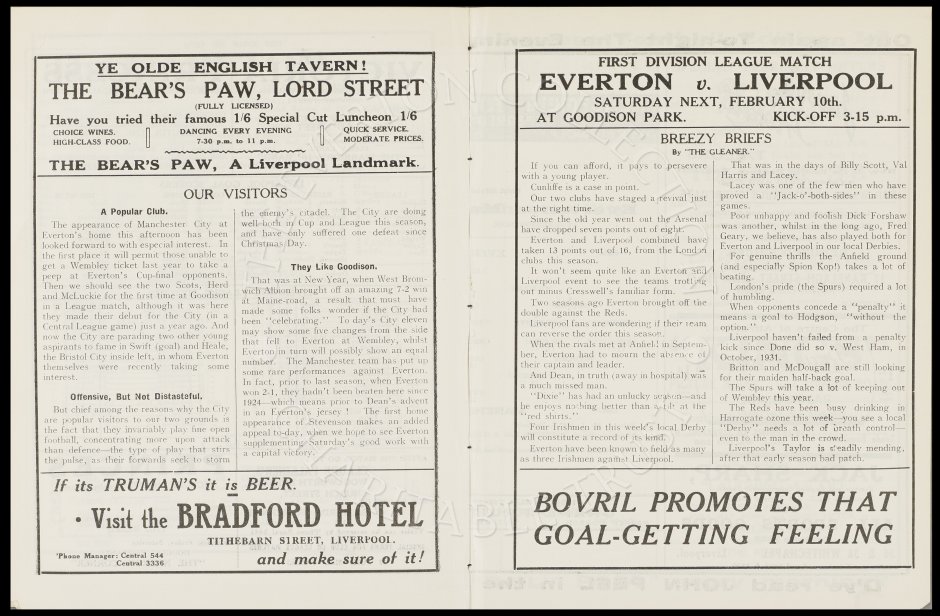 YE OLDE ENGLISH TAVERN!
THE BEAR'S PAW, LORD STREET
(FULLY LICENSED)
Have you tried their famous 1/6 Special Cut Luncheon 1/6
CHOICE WINES.
HIGH-CLASS FOOD.
DANCING EVERY EVENING
7-30 p.m. to 11 p.m.
QUICK SERVICE.
MODERATE PRICES.
THE BEAR'S PAW, A Liverpool Landmark.
OUR VISITORS
A Popular Club.
The appearance of Manchester City at
Everton's home this afternoon has been
looked forward to with especial interest. In
the first place it will permit those unable to
get a Wembley ticket last year to take a
peep at Everton's Cup-final opponents.
Then we should see the two Scots, Herd
and McLuckie for the first time at Goodison
in a League match, although it was here
they made their debut for the City (in a
Central League game) just a year ago. And
now the City are parading two other young
aspirants to fame in Swift (goal) and Heale,
the Bristol City inside left, in whom Everton
themselves were recently taking some
interest.
Offensive, But Not Distasteful.
But chief among the reasons why the City
are popular visitors to our two grounds is
the fact that they invariably play fine open
football, concentrating more upon attack
than defence—the type of play that stirs
the pulse, as their forwards seek to storm
the enemy's citadel. The City are doing
well both in Cup and League this season,
and have only suffered one defeat since
Christmas Day.
They Like Goodison.
That was at New Year, when West Brom-
wich Albion brought off an amazing 7-2 win
at Maine-road, a result that must have
made some folks wonder if the City had
been "celebrating." To day's City eleven
may show some five changes from the side
that fell to Everton at Wembley, whilst
Everton in turn will possibly show an equal
number. The Manchester team has put up
some rare performances against Everton.
In fact, prior to last season, when Everton
won 2-1, they hadn't been beaten here since
1924—which means prior to Dean's advent
in an Everton's jersey! The first home
appearance of Stevenson makes an added
appeal to-day, when we hope to see Everton
supplementing Saturday's good work with
a capital victory.
If its TRUMAN'S it is BEER.
• Visit the BRADFORD HOTEL
TITHEBARN STREET, LIVERPOOL.
'Phone Manager: Central 544
Central 3336
and make sure of it!
FIRST DIVISION LEAGUE MATCH
EVERTON v. LIVERPOOL
SATURDAY NEXT, FEBRUARY 10th.
AT GOODISON PARK. KICK-OFF 3-15 p.m.
BREEZY BRIEFS
By "THE GLEANER."
If you can afford, it pays to persevere
with a young player.
Cunliffe is a case in point.
Our two clubs have staged a revival just
at the right time.
Since the old year went out the Arsenal
have dropped seven points out of eight.
Everton and Liverpool combined have
taken 13 points out of 16, from the London
clubs this season.
It won't seem quite like an Everton and
Liverpool event to see the teams trotting
out minus Cresswell's familiar form.
Two seasons ago Everton brought off the
double against the Reds.
Liverpool fans are wondering if their team
can reverse the order this season.
When the rivals met at Anfield in Septem-
ber, Everton had to mourn the absence of
their captain and leader.
And Dean, in truth (away in hospital) was
a much missed man.
"Dixie" has had an unlucky season—and
he enjoys nothing better than a tilt at the
"red shirts."
Four Irishmen in this week's local Derby
will constitute a record of its kind.
Everton have been known to field as many
as three Irishmen against Liverpool.
That was in the days of Billy Scott, Val
Harris and Lacey.
Lacey was one of the few men who have
proved a "Jack-o'-both-sides" in these
games.
Poor unhappy and foolish Dick Forshaw
was another, whilst in the long ago, Fred
Geary, we believe, has also played both for
Everton and Liverpool in our local Derbies.
For genuine thrills the Anfield ground
(and especially Spion Kop!) takes a lot of
beating.
London's pride (the Spurs) required a lot
of humbling.
When opponents concede a "penalty" it
means a goal to Hodgson, "without the
option."
Liverpool haven't failed from a penalty
kick since Done did so v. West Ham, in
October, 1931.
Britton and McDougall are still looking
for their maiden half-back goal.
The Spurs will take a lot of keeping out
of Wembley this year.
The Reds have been busy drinking in
Harrogate ozone this week—you see a local
"Derby" needs a lot of breath control—
even to the man in the crowd.
Liverpool's Taylor is steadily mending,
after that early season bad patch.
BOVRIL PROMOTES THAT
GOAL-GETTING FEELING